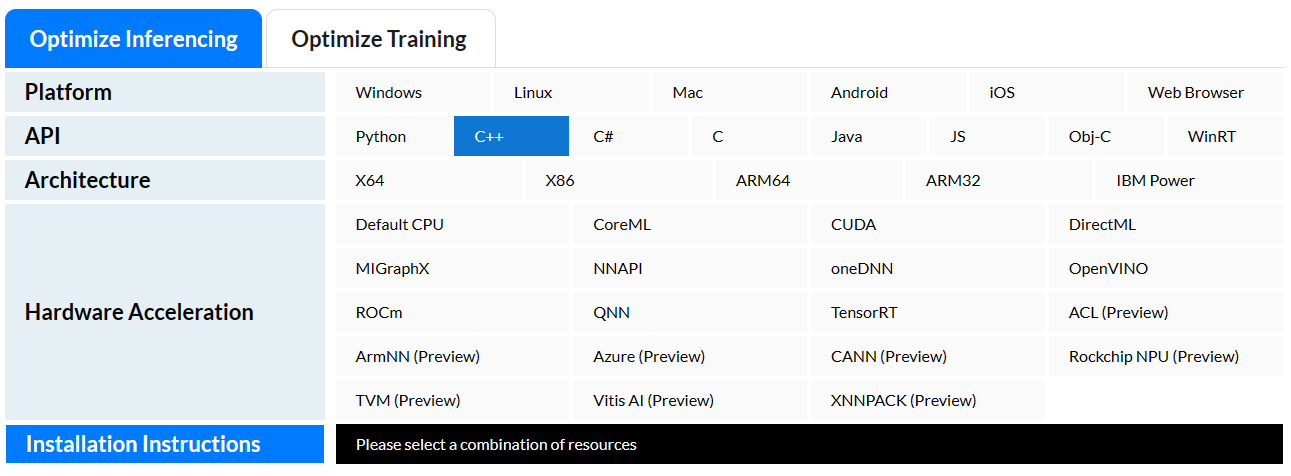 Optimize Inferencing Optimize Training
Platform Windows Linux Mac Android iOS Web Browser
API Python C++ C# C Java JS Obj-C WinRT
Architecture X64 X86 ARM64 ARM32 IBM Power
Default CPU CoreML CUDA DirectML
MIGraphX NNAPI oneDNN OpenVINO
Hardware Acceleration ROCm QNN TensorRT ACL (Preview)
ArmNN (Preview) Azure (Preview) CANN (Preview) Rockchip NPU (Preview)
TVM (Preview) Vitis AI (Preview) XNNPACK (Preview)
Installation Instructions Please select a combination of resources